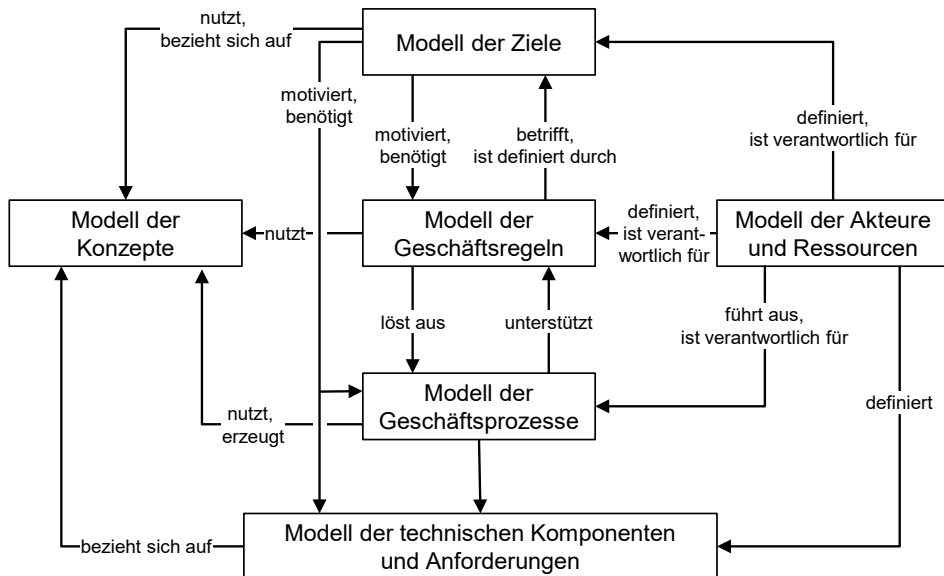 nutzt,
bezieht sich auf
Modell der Ziele
motiviert,
benötigt
motiviert,
benötigt
betrifft,
ist definiert durch
definiert,
ist verantwortlich für
Modell der
Konzepte
nutzt
Modell der
Geschäftsregeln
definiert,
ist verant-
wortlich für
Modell der Akteure
und Ressourcen
löst aus
unterstützt
führt aus,
ist verantwortlich für
nutzt,
erzeugt
Modell der
Geschäftsprozesse
definiert
bezieht sich auf
Modell der technischen Komponenten
und Anforderungen